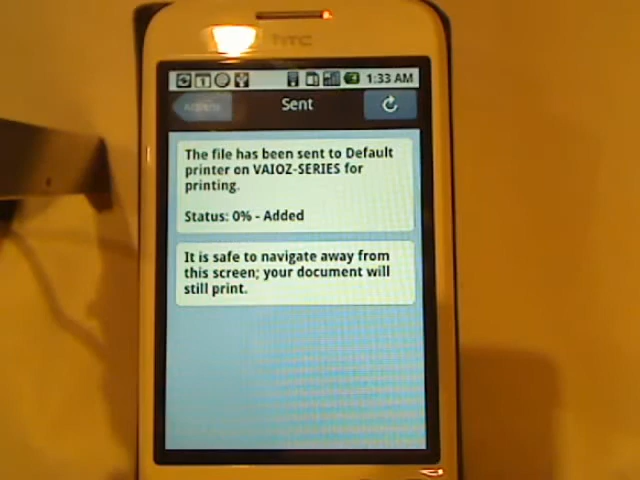 hTC
1:33 AM
Sent
The file has been sent to Default
printer on VAIOZ-SERIES for
printing.
Status: 0% - Added
It is safe to navigate away from
this screen; your document will
still print.